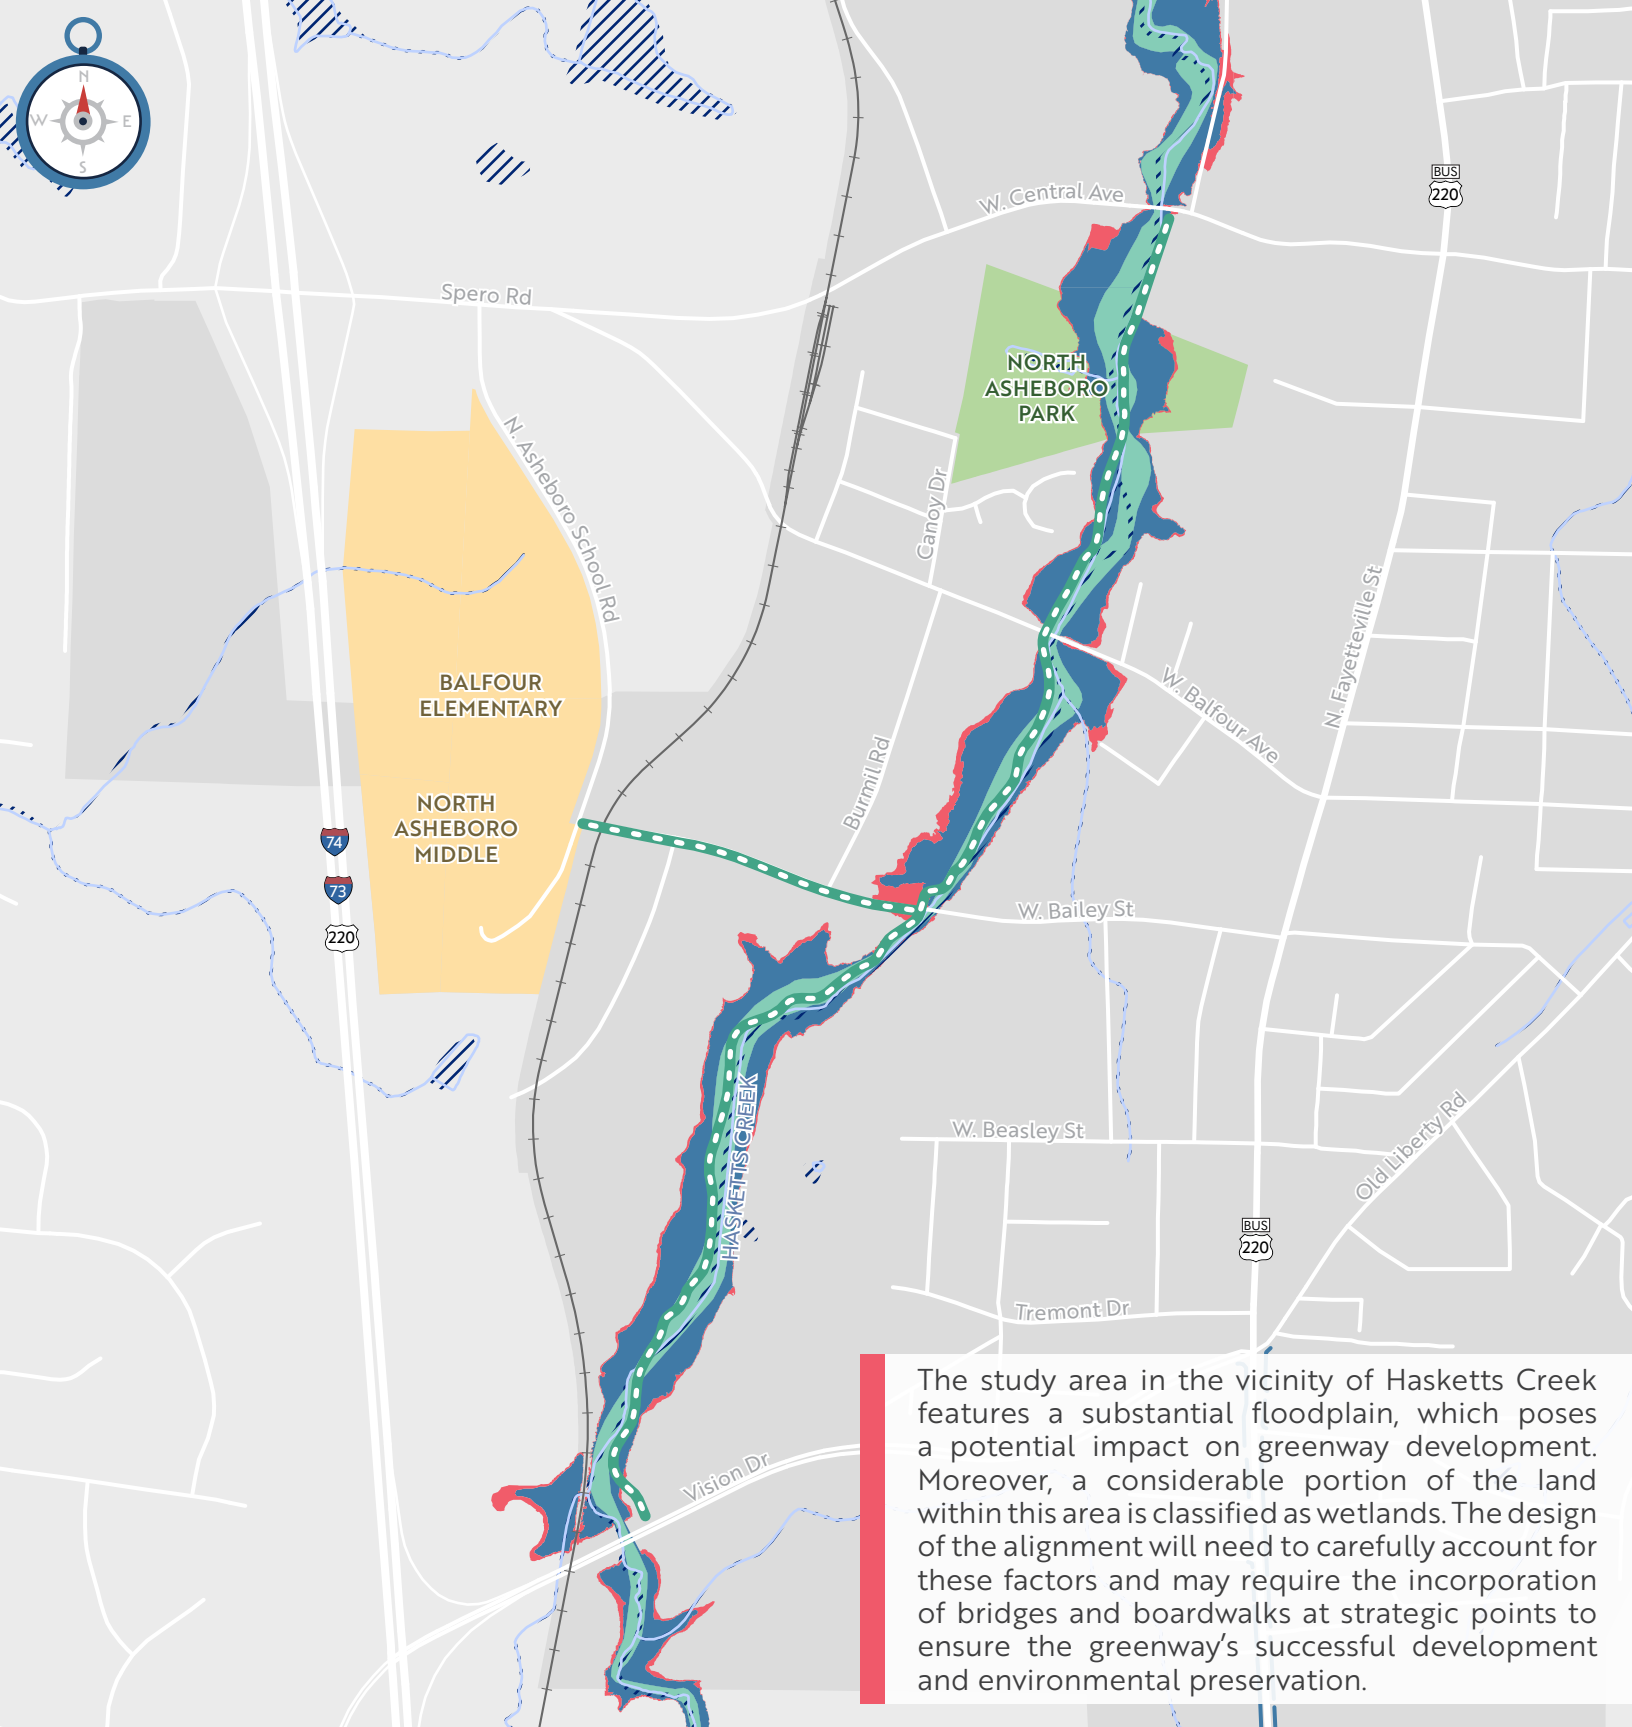 N
W
E
S
BUS
220
W. Central Ave
Spero Rd
NORTH
ASHEBORO
PARK
N. Asheboro School Rd
Canoy Dr
N. Fayetteville St
BALFOUR
ELEMENTARY
W. Balfour Ave
Burmil Rd
NORTH
ASHEBORO
MIDDLE
74
73
220
W. Bailey St
HASKETTS CREEK
W. Beasley St
Old Liberty Rd
BUS
220
Tremont Dr
Vision Dr
The study area in the vicinity of Hasketts Creek
features a substantial floodplain, which poses
a potential impact on greenway development.
Moreover, a considerable portion of the land
within this area is classified as wetlands. The design
of the alignment will need to carefully account for
these factors and may require the incorporation
of bridges and boardwalks at strategic points to
ensure the greenway’s successful development
and environmental preservation.